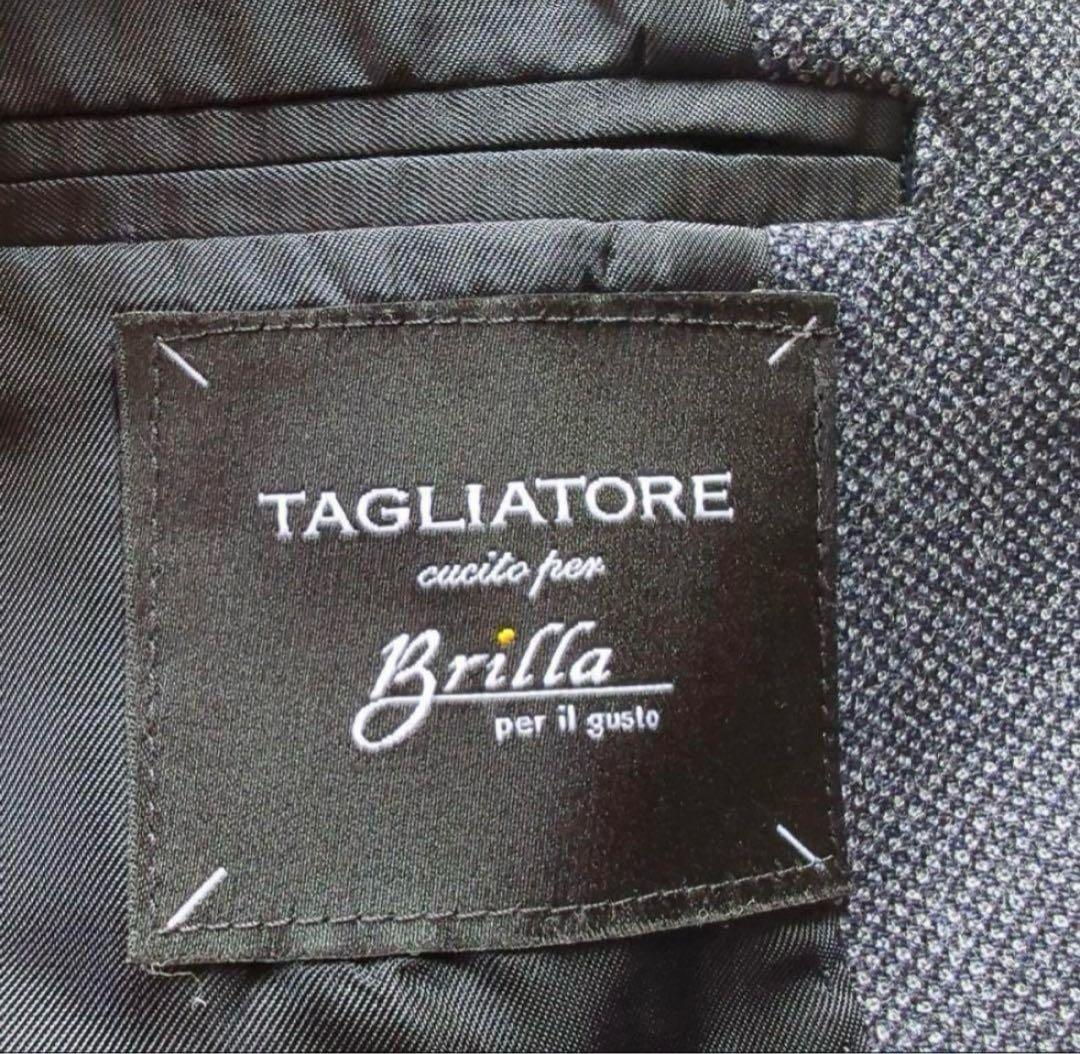 TAGLIATORE
cucito per
Brilla
per il gusto